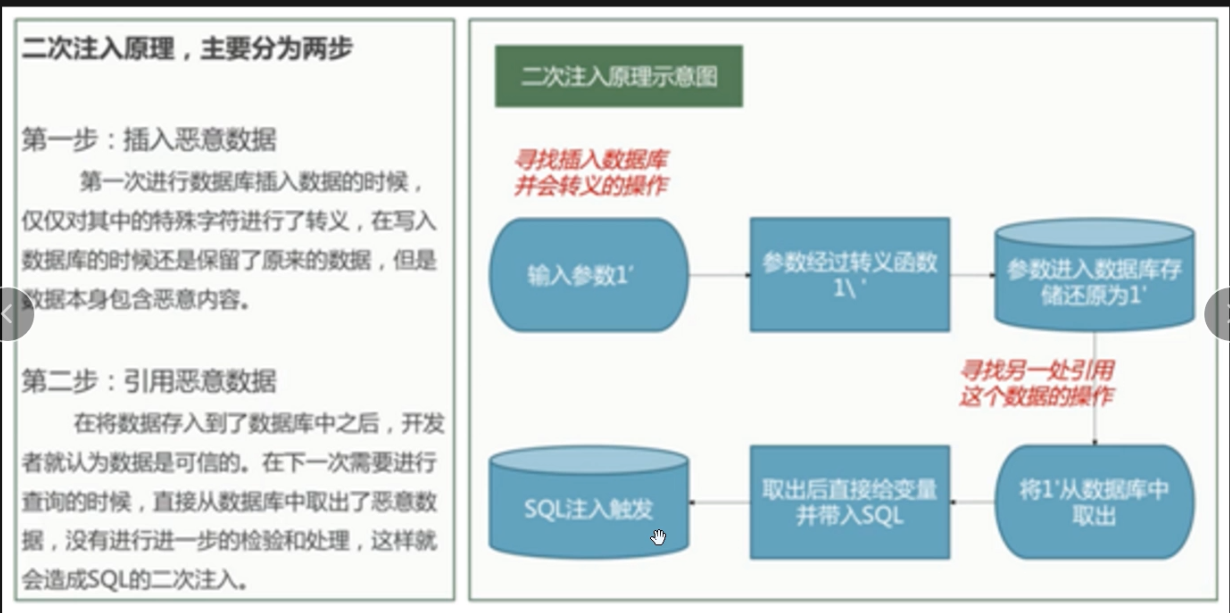 二次注入原理，主要分为两步
第一步：插入恶意数据
第一次进行数据库插入数据的时候，
仅仅对其中的特殊字符进行了转义，在写入
数据库的时候还是保留了原来的数据，但是
数据本身包含恶意内容。
第二步：引用恶意数据
在将数据存入到了数据库中之后，开发
者就认为数据是可信的。在下一次需要进行
查询的时候，直接从数据库中取出了恶意数
据，没有进行进一步的检验和处理，这样就
会造成SQL的二次注入。
二次注入原理示意图
寻找插入数据库
并会转义的操作
输入参数1'
参数经过转义函数
1\ '
参数进入数据库存
储还原为1'
寻找另一处引用
这个数据的操作
将1'从数据库中
取出
取出后直接给变量
并带入SQL
SQL注入触发